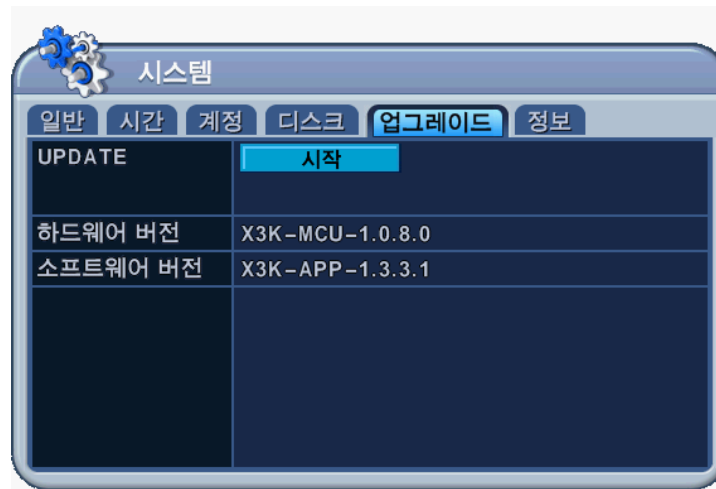 시스템
일반 시간 계정 디스크 업그레이드 정보
UPDATE 시작
하드웨어 버전 X3K-MCU-1.0.8.0
소프트웨어 버전 X3K-APP-1.3.3.1